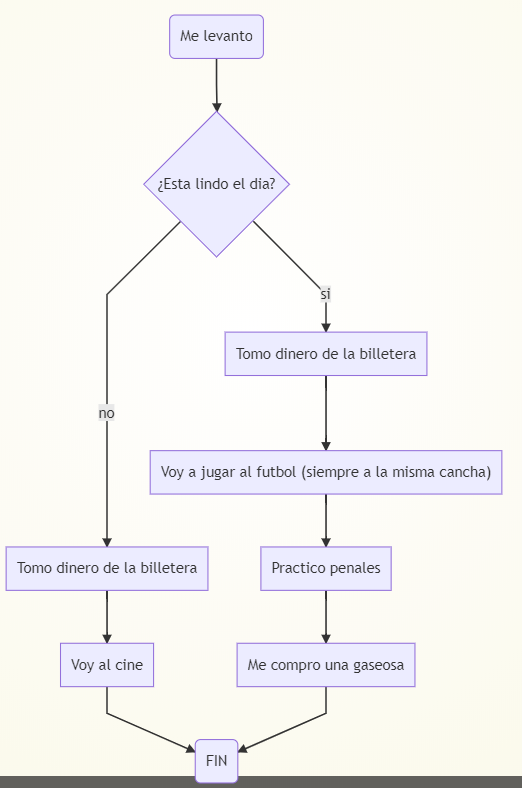 Me levanto
¿Esta lindo el dia?
si
Tomo dinero de la billetera
no
Voy a jugar al futbol (siempre a la misma cancha)
Tomo dinero de la billetera
Practico penales
Voy al cine
Me compro una gaseosa
FIN